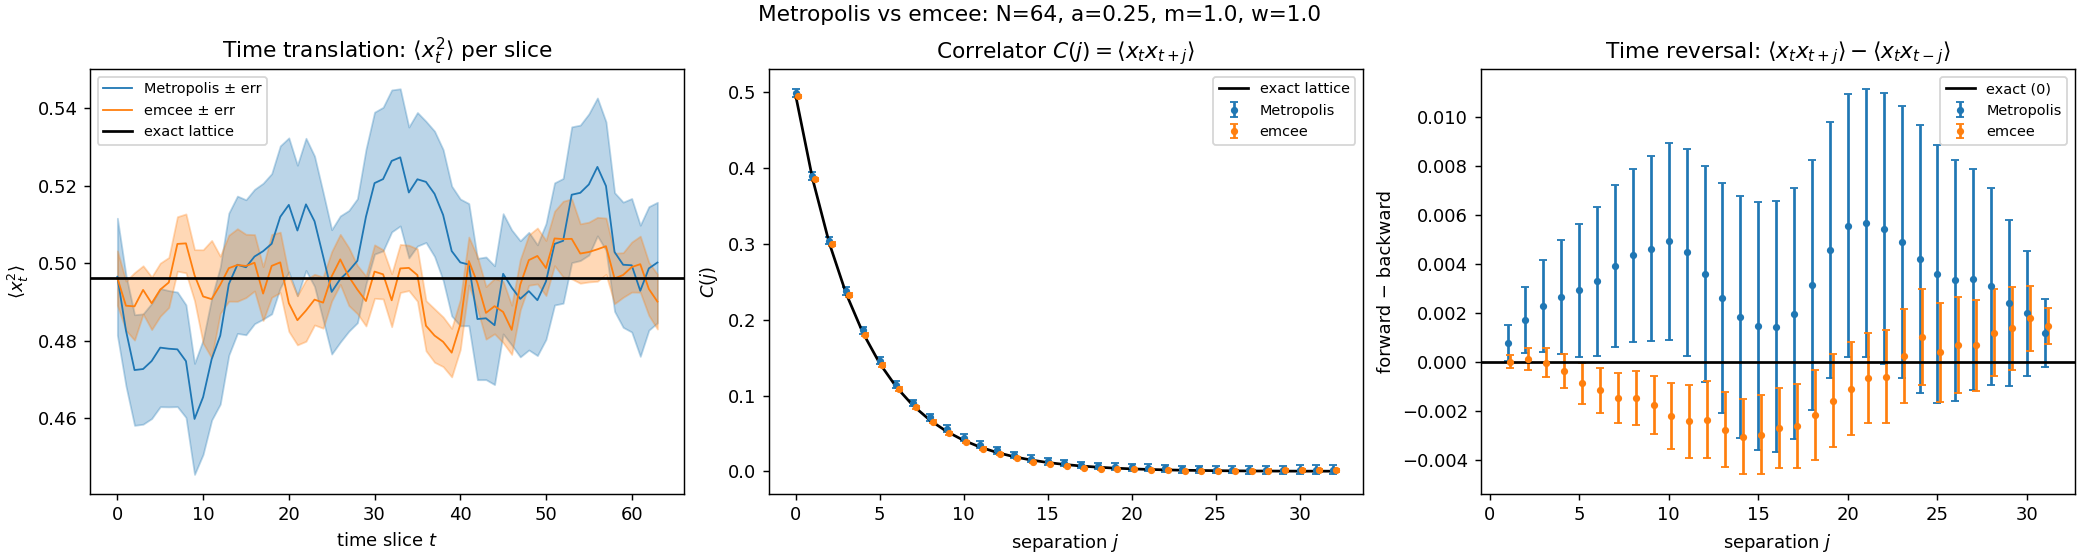 Metropolis vs emcee: N=64, a=0.25, m=1.0, w=1.0
Time translation: ⟨x_t^2⟩ per slice
Metropolis ± err
emcee ± err
exact lattice
⟨x_t^2⟩
0.54
0.52
0.50
0.48
0.46
0 10 20 30 40 50 60
time slice t
Correlator C(j) = ⟨x_t x_{t+j}⟩
exact lattice
Metropolis
emcee
C(j)
0.5
0.4
0.3
0.2
0.1
0.0
0 5 10 15 20 25 30
separation j
Time reversal: ⟨x_t x_{t+j}⟩ − ⟨x_t x_{t−j}⟩
exact (0)
Metropolis
emcee
forward − backward
0.010
0.008
0.006
0.004
0.002
0.000
−0.002
−0.004
0 5 10 15 20 25 30
separation j